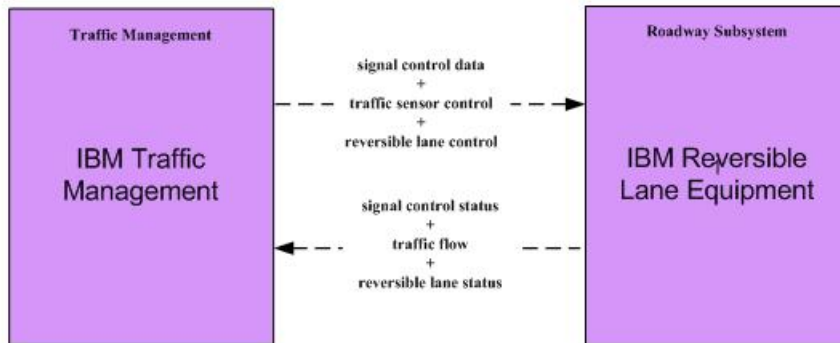 Traffic Management
IBM Traffic
Management
signal control data
+
traffic sensor control
+
reversible lane control
signal control status
+
traffic flow
+
reversible lane status
Roadway Subsystem
IBM Reversible
Lane Equipment